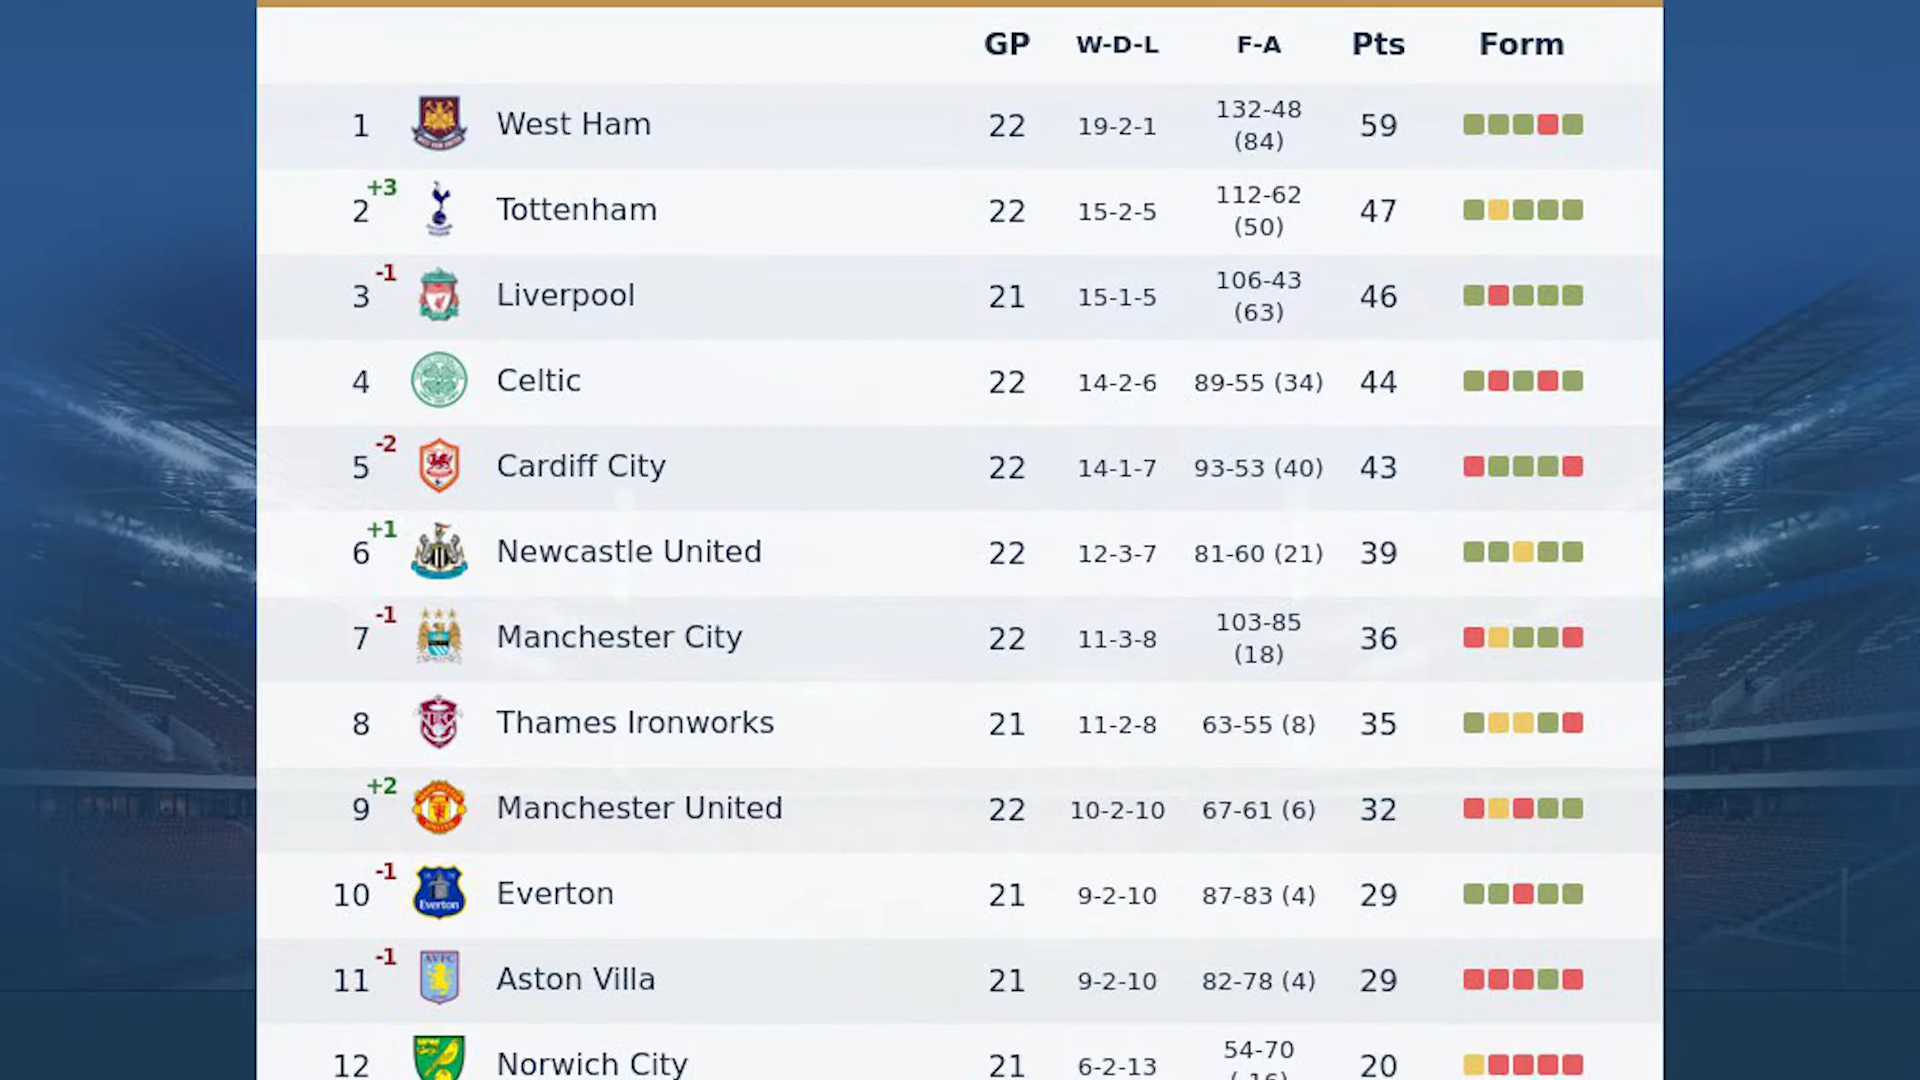 GP W-D-L F-A Pts Form
1 West Ham 22 19-2-1 132-48 (84) 59
+3
2 Tottenham 22 15-2-5 112-62 (50) 47
-1
3 Liverpool 21 15-1-5 106-43 (63) 46
4 Celtic 22 14-2-6 89-55 (34) 44
-2
5 Cardiff City 22 14-1-7 93-53 (40) 43
+1
6 Newcastle United 22 12-3-7 81-60 (21) 39
-1
7 Manchester City 22 11-3-8 103-85 (18) 36
8 Thames Ironworks 21 11-2-8 63-55 (8) 35
+2
9 Manchester United 22 10-2-10 67-61 (6) 32
-1
10 Everton 21 9-2-10 87-83 (4) 29
Everton
-1
11 AVFC Aston Villa 21 9-2-10 82-78 (4) 29
12 Norwich City 21 6-2-13 54-70 20